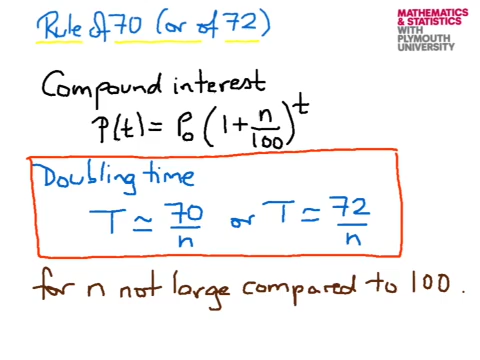 Rule of 70 (or of 72)
MATHEMATICS
& STATISTICS
WITH
PLYMOUTH
UNIVERSITY
Compound interest
P(t) = P₀ (1 + n/100)^t
Doubling time
T ≃ 70/n or T ≃ 72/n
for n not large compared to 100.